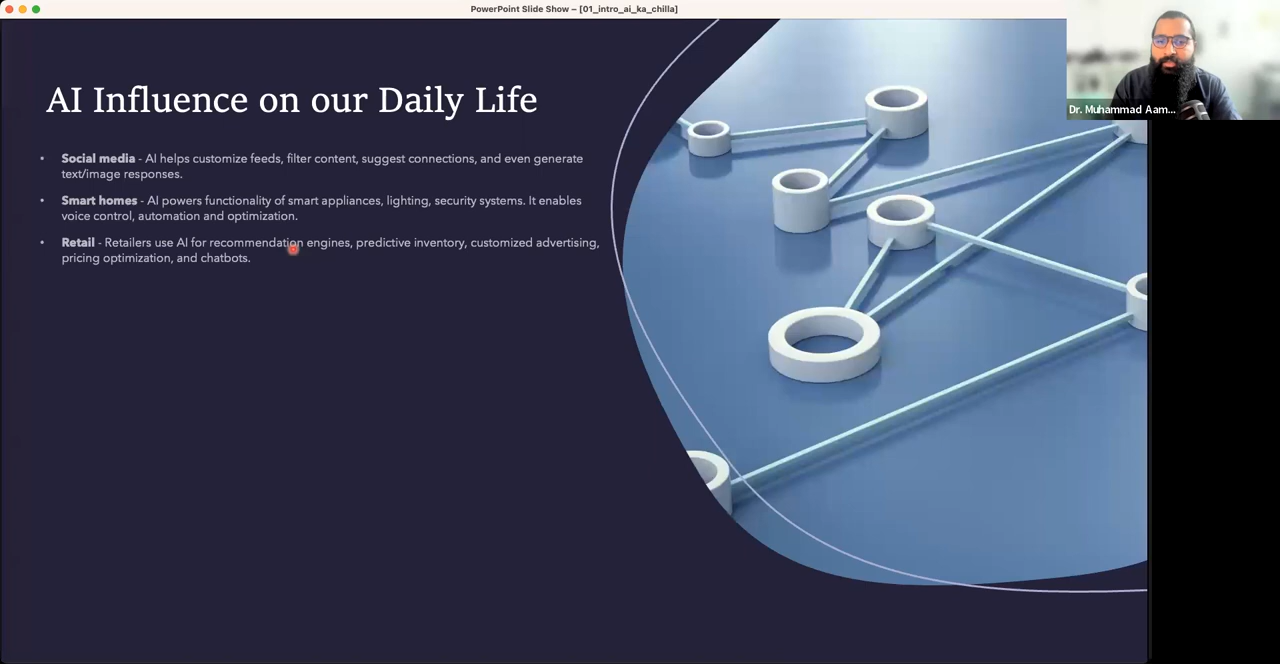 PowerPoint Slide Show – [01_intro_ai_ka_chilla]
Dr. Muhammad Aam...
AI Influence on our Daily Life
• Social media - AI helps customize feeds, filter content, suggest connections, and even generate
text/image responses.
• Smart homes - AI powers functionality of smart appliances, lighting, security systems. It enables
voice control, automation and optimization.
• Retail - Retailers use AI for recommendation engines, predictive inventory, customized advertising,
pricing optimization, and chatbots.